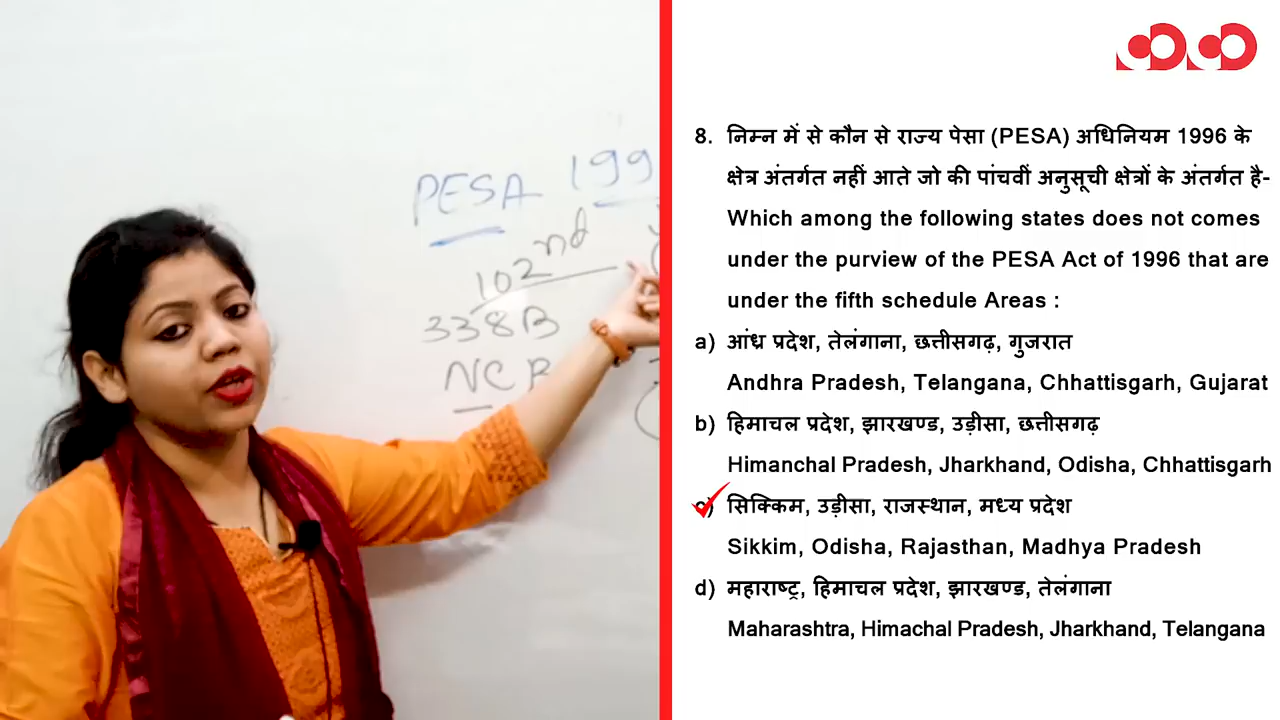 PESA 199
102nd
338B
NCB
8. निम्न में से कौन से राज्य पेसा (PESA) अधिनियम 1996 के
क्षेत्र अंतर्गत नहीं आते जो की पांचवीं अनुसूची क्षेत्रों के अंतर्गत है-
Which among the following states does not comes
under the purview of the PESA Act of 1996 that are
under the fifth schedule Areas :
a) आंध्र प्रदेश, तेलंगाना, छत्तीसगढ़, गुजरात
Andhra Pradesh, Telangana, Chhattisgarh, Gujarat
b) हिमाचल प्रदेश, झारखण्ड, उड़ीसा, छत्तीसगढ़
Himanchal Pradesh, Jharkhand, Odisha, Chhattisgarh
c) सिक्किम, उड़ीसा, राजस्थान, मध्य प्रदेश
Sikkim, Odisha, Rajasthan, Madhya Pradesh
d) महाराष्ट्र, हिमाचल प्रदेश, झारखण्ड, तेलंगाना
Maharashtra, Himachal Pradesh, Jharkhand, Telangana